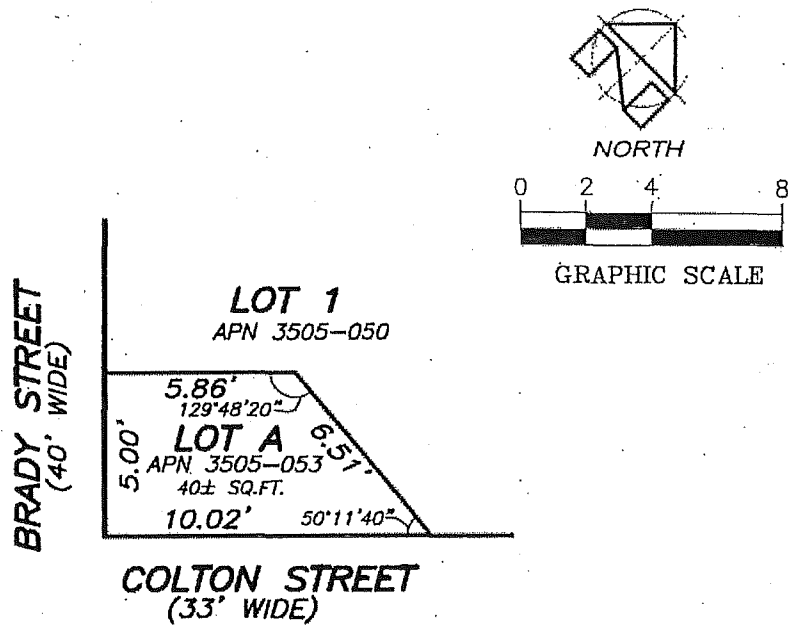 NORTH
0 2 4 8
GRAPHIC SCALE
LOT 1
APN 3505-050
BRADY STREET
(40' WIDE)
5.86'
129°48'20"
6.51'
5.00'
LOT A
APN 3505-053
40± SQ.FT.
10.02'
50°11'40"
COLTON STREET
(33' WIDE)